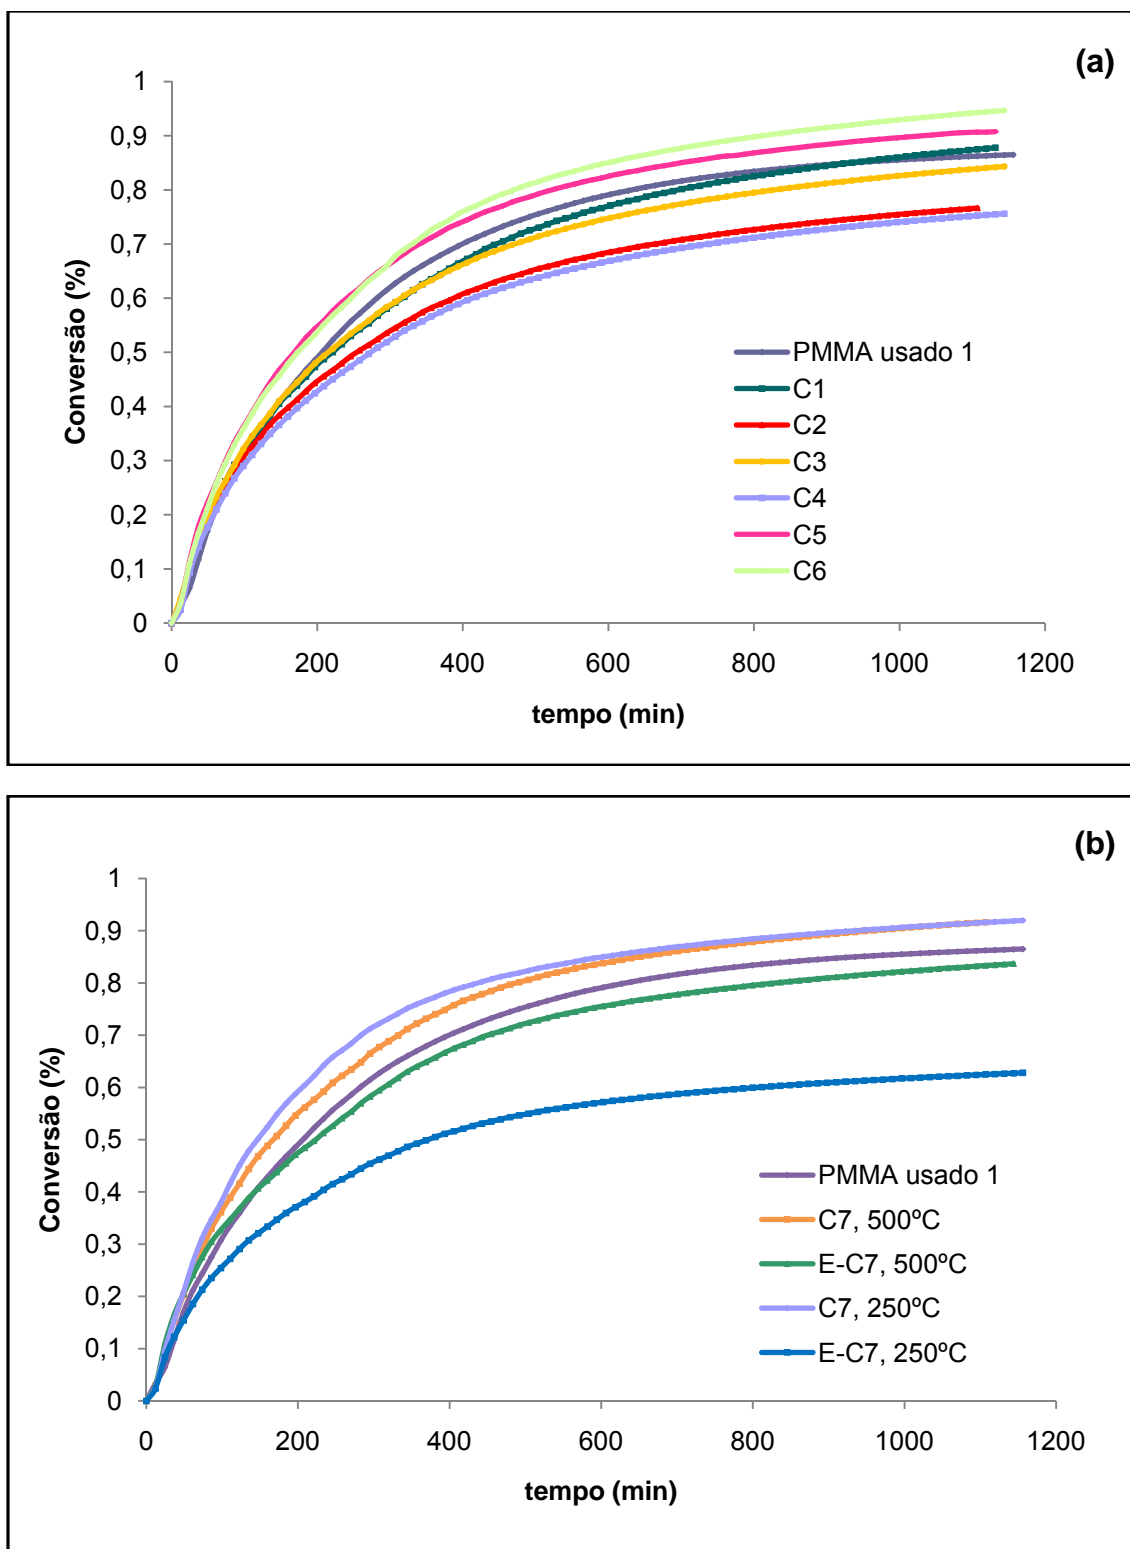 (a)
1
0,9
0,8
0,7
0,6
0,5
0,4
0,3
0,2
0,1
0
Conversão (%)
PMMA usado 1
C1
C2
C3
C4
C5
C6
0 200 400 600 800 1000 1200
tempo (min)
(b)
1
0,9
0,8
0,7
0,6
0,5
0,4
0,3
0,2
0,1
0
Conversão (%)
PMMA usado 1
C7, 500ºC
E-C7, 500ºC
C7, 250ºC
E-C7, 250ºC
0 200 400 600 800 1000 1200
tempo (min)